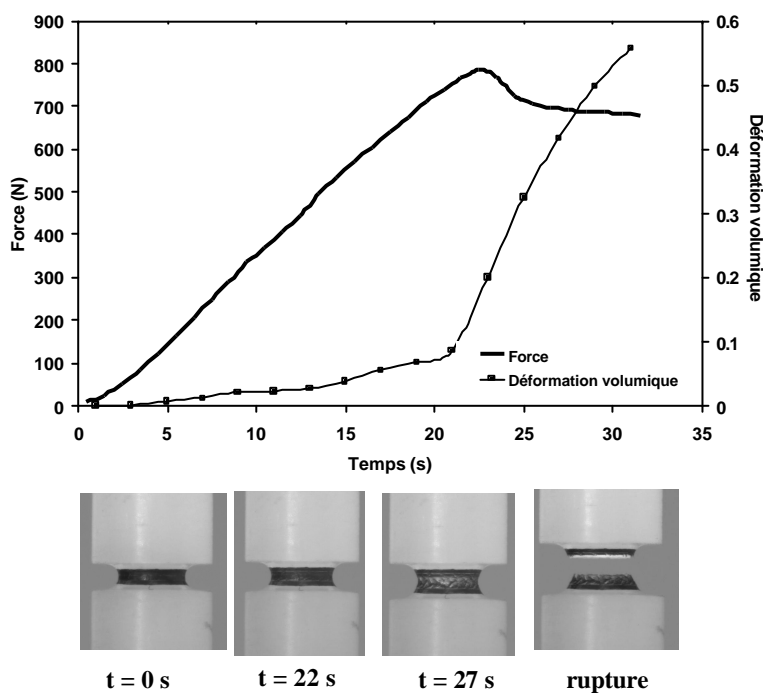 900
800
700
600
500
400
300
200
100
0
Force (N)
0.6
0.5
0.4
0.3
0.2
0.1
0
Déformation volumique
Force
Déformation volumique
0 5 10 15 20 25 30 35
Temps (s)
t = 0 s t = 22 s t = 27 s rupture